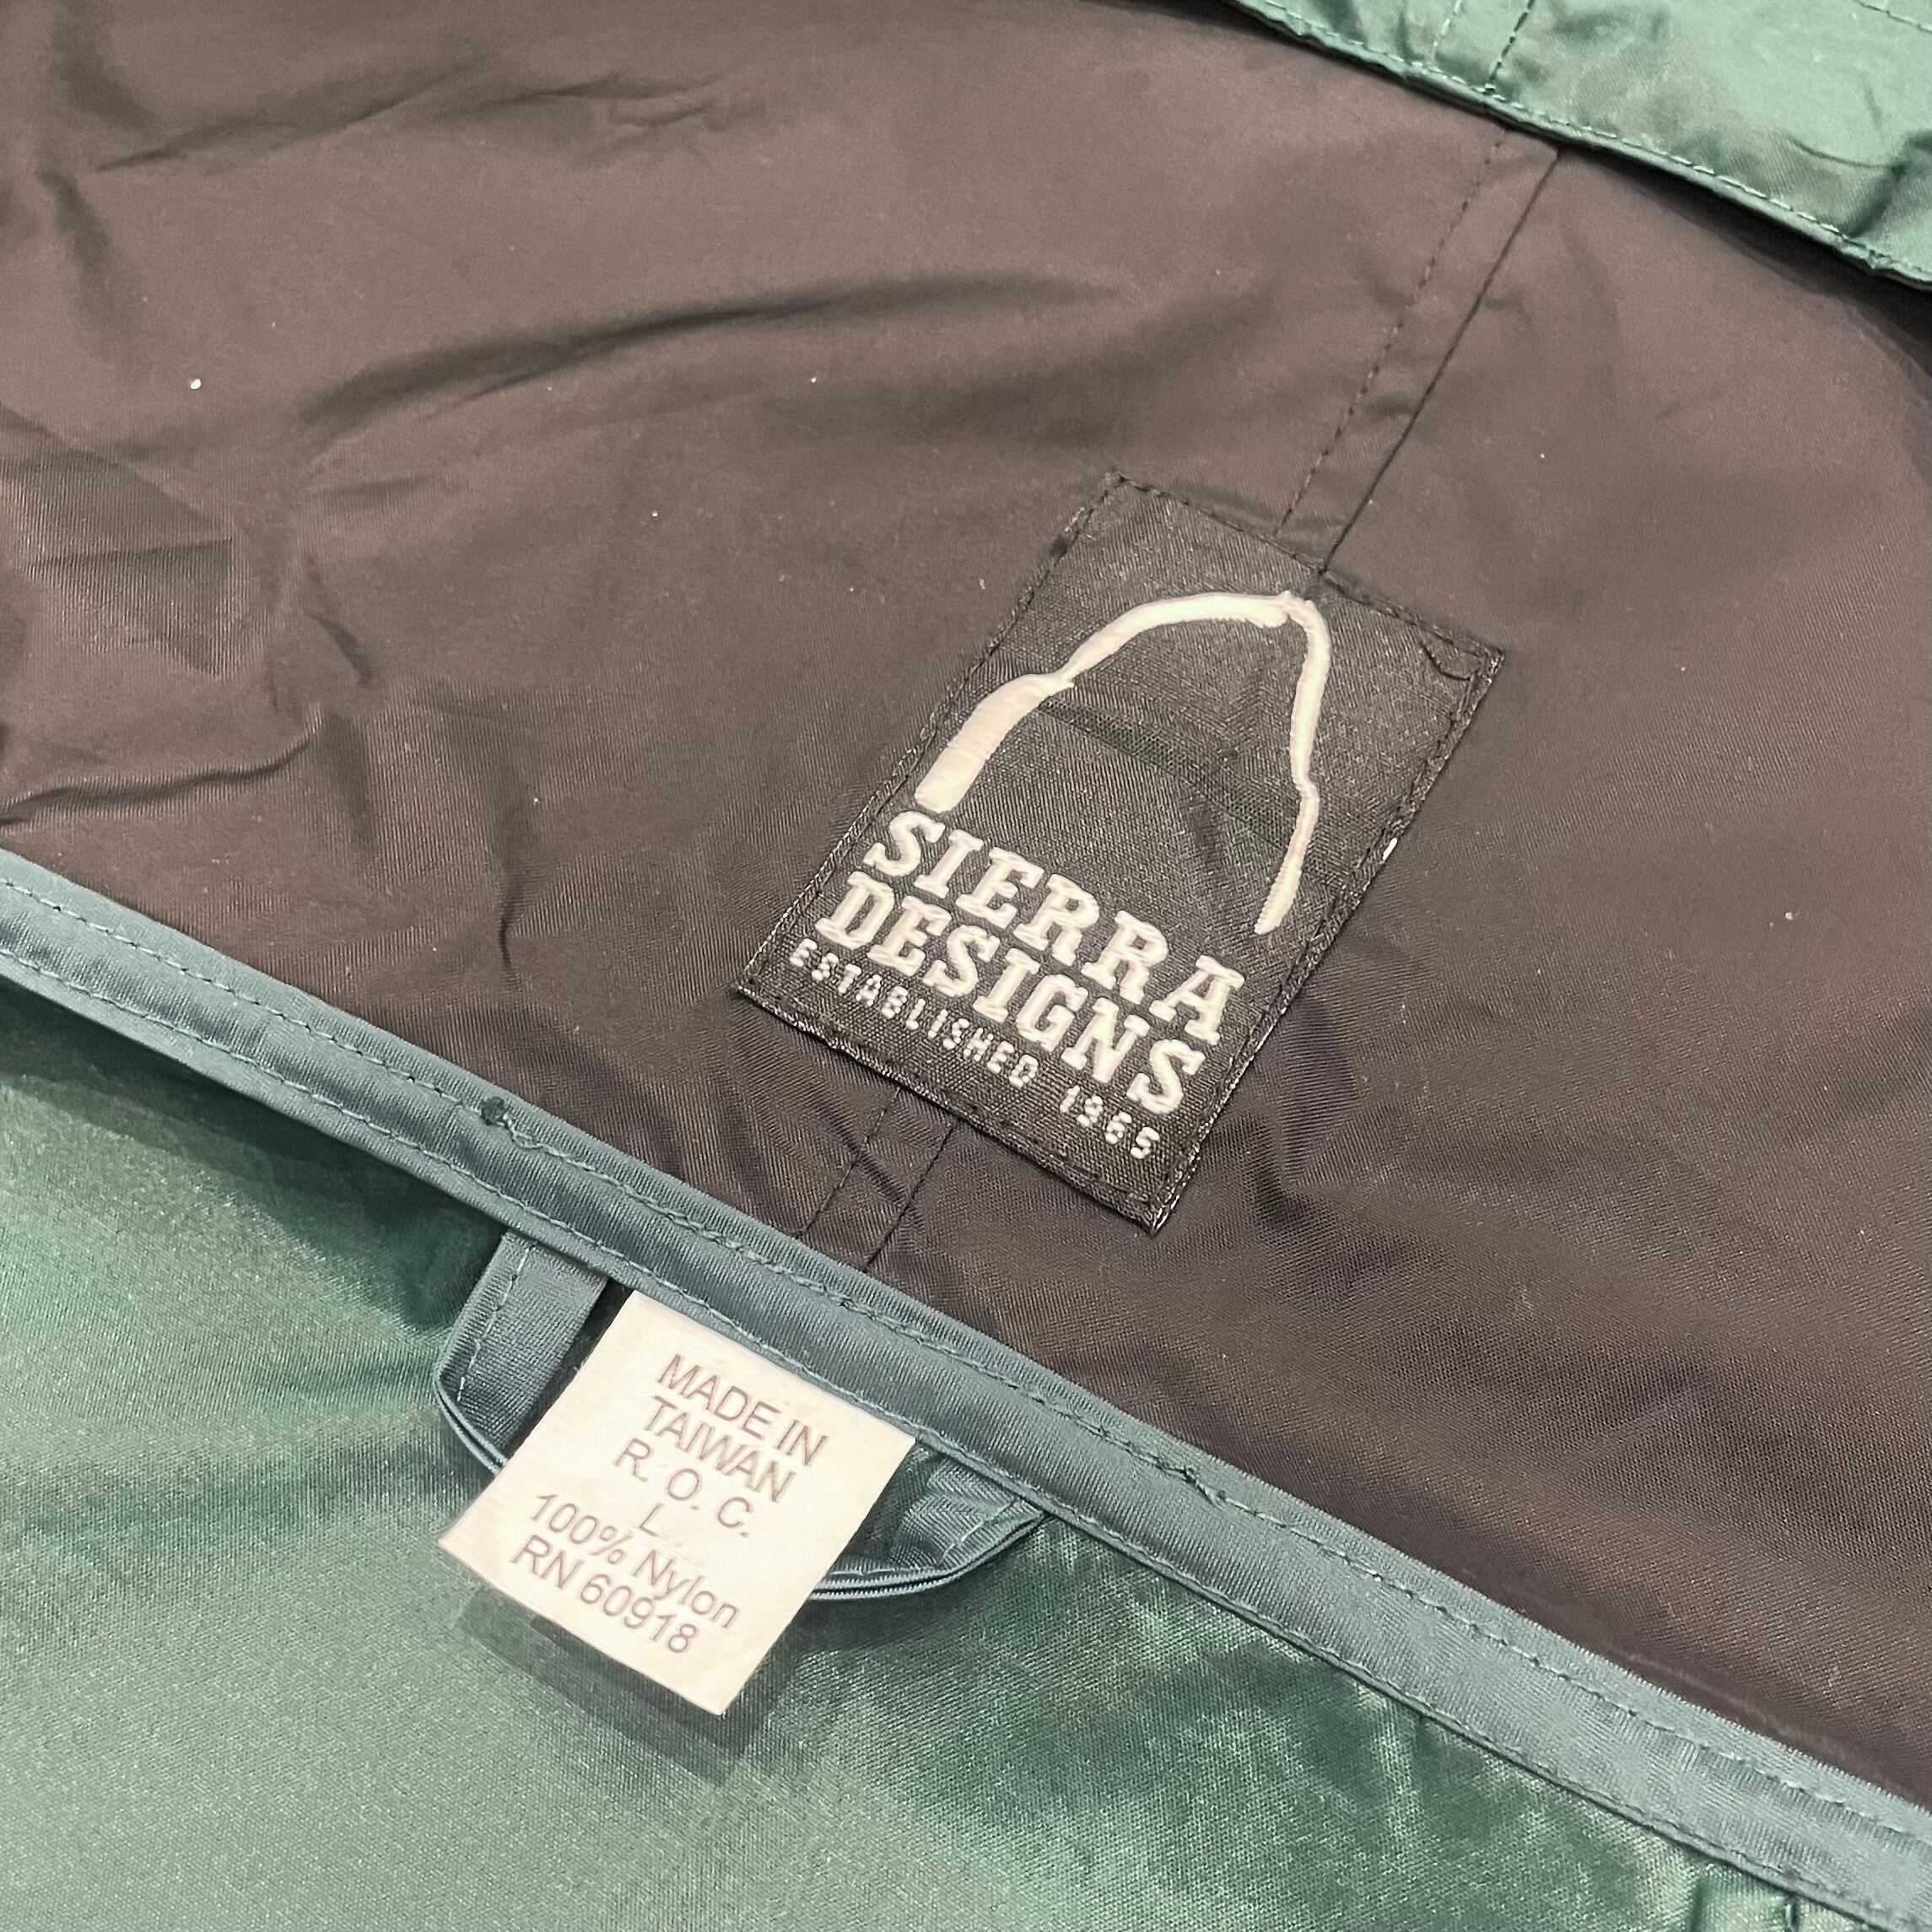 SIERRA
DESIGNS
ESTABLISHED 1965
MADE IN
TAIWAN
R. O. C.
L
100% Nylon
RN 60918